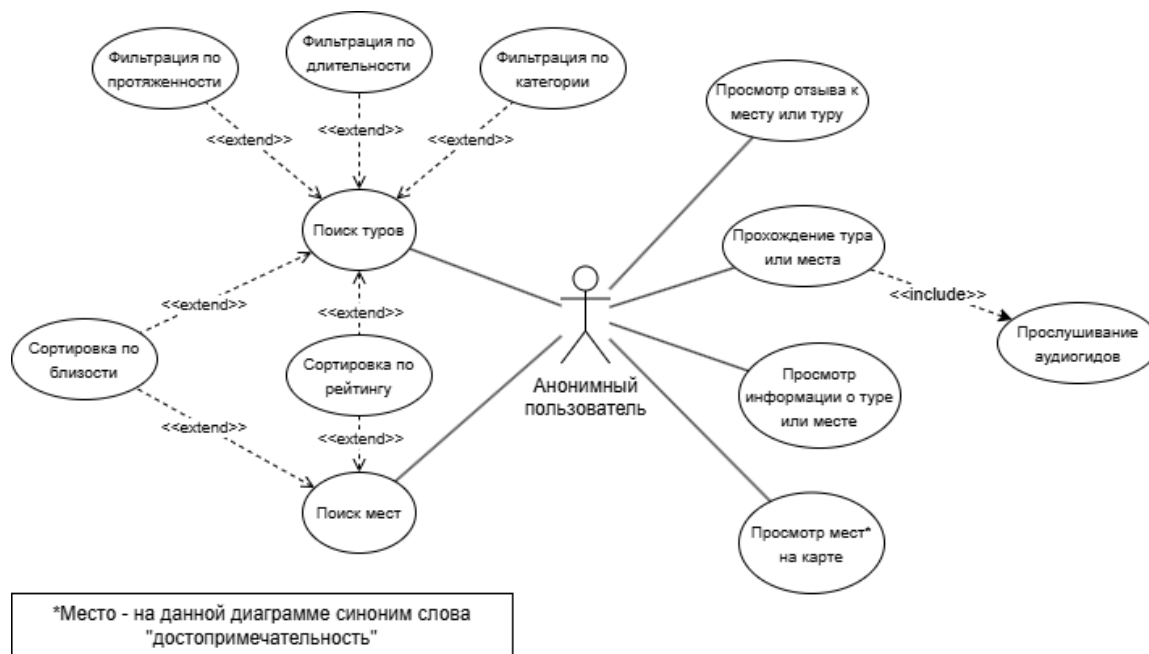 Фильтрация по
протяженности
Фильтрация по
длительности
Фильтрация по
категории
Просмотр отзыва к
месту или туру
<<extend>>
<<extend>>
<<extend>>
Поиск туров
Прохождение тура
или места
<<include>>
Прослушивание
аудиогидов
<<extend>>
<<extend>>
Сортировка по
близости
Сортировка по
рейтингу
Анонимный
пользователь
Просмотр
информации о туре
или месте
<<extend>>
<<extend>>
Поиск мест
Просмотр мест*
на карте
*Место - на данной диаграмме синоним слова
"достопримечательность"